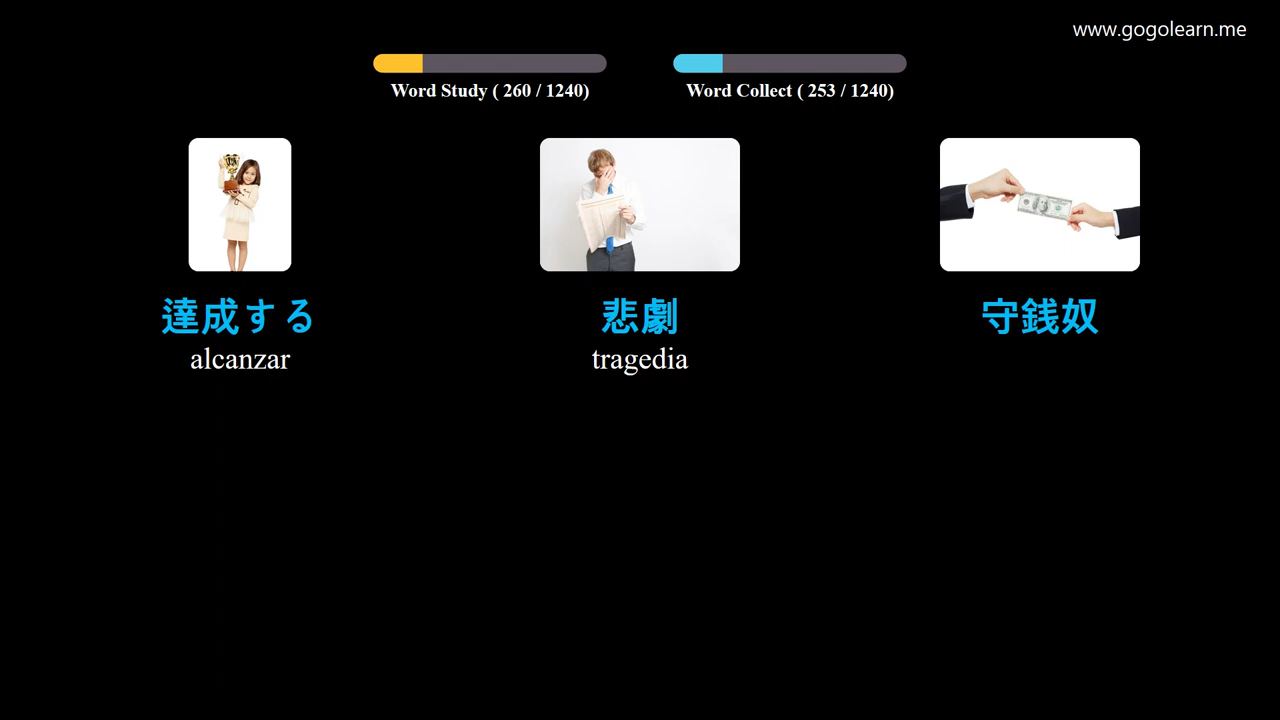 www.gogolearn.me
Word Study ( 260 / 1240)
Word Collect ( 253 / 1240)
達成する
alcanzar
悲劇
tragedia
守銭奴